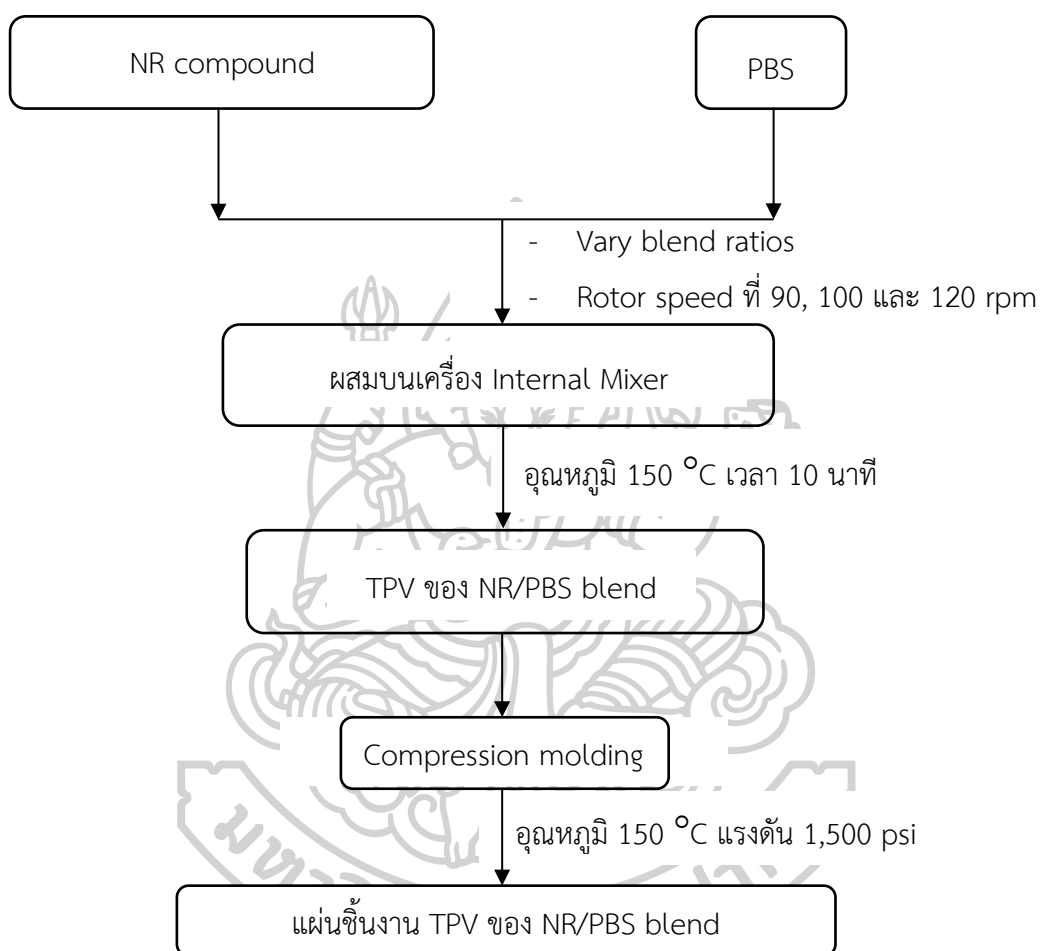 NR compound
PBS
- Vary blend ratios
- Rotor speed ที่ 90, 100 และ 120 rpm
ผสมบนเครื่อง Internal Mixer
อุณหภูมิ 150 °C เวลา 10 นาที
TPV ของ NR/PBS blend
Compression molding
อุณหภูมิ 150 °C แรงดัน 1,500 psi
แผ่นชิ้นงาน TPV ของ NR/PBS blend